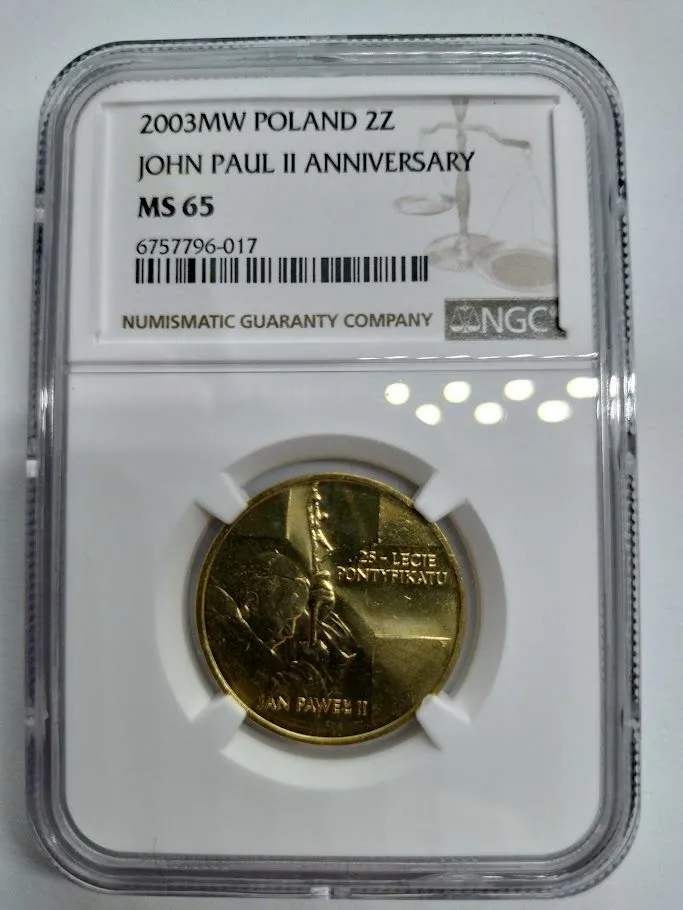 2003MW POLAND 2Z
JOHN PAUL II ANNIVERSARY
MS 65
6757796-017
NUMISMATIC GUARANTY COMPANY
NGC
25-LECIE
PONTYFIKATU
JAN PAWEŁ II